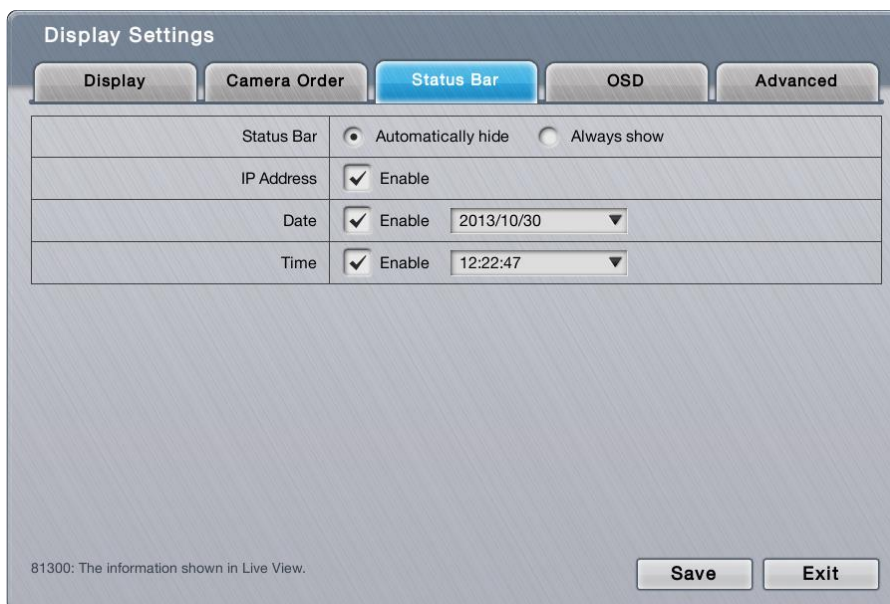 Display Settings
Display Camera Order Status Bar OSD Advanced
Status Bar Automatically hide Always show
IP Address Enable
Date Enable 2013/10/30
Time Enable 12:22:47
81300: The information shown in Live View.
Save Exit